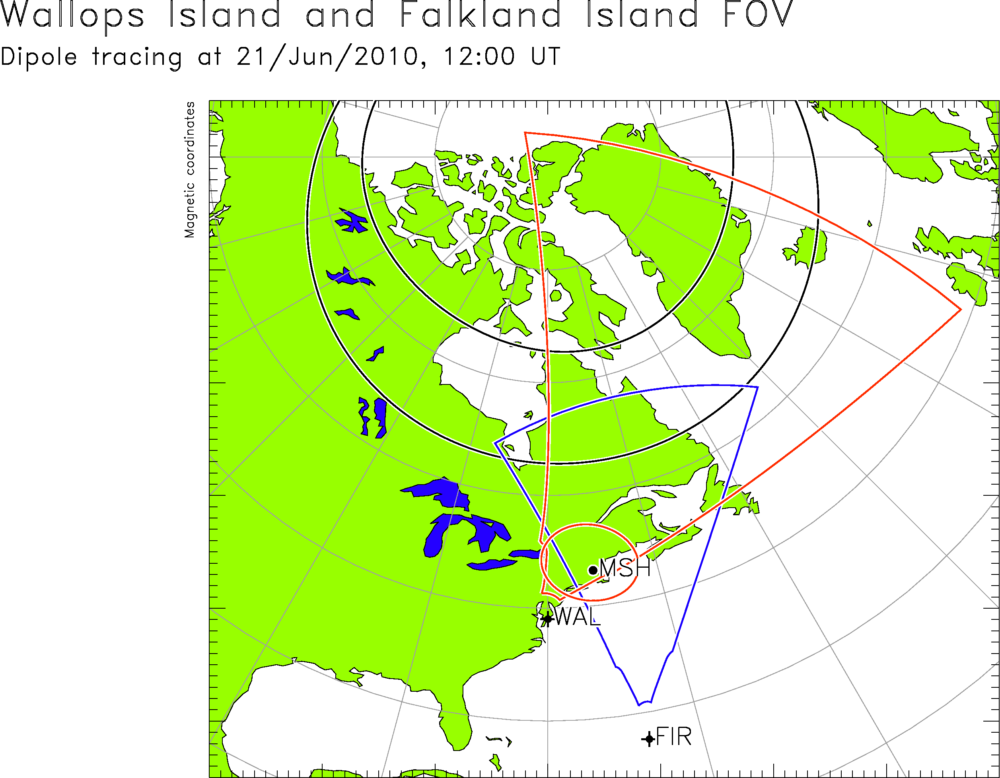 Wallops Island and Falkland Island FOV
Dipole tracing at 21/Jun/2010, 12:00 UT
Magnetic coordinates
MSH
WAL
FIR